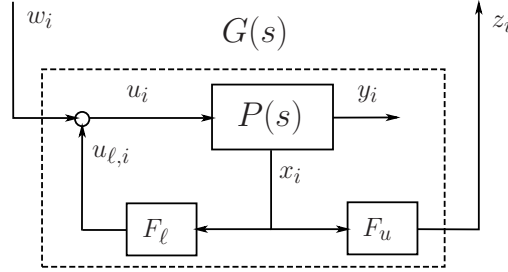 w_i
z_i
G(s)
u_i
P(s)
y_i
u_{ℓ,i}
x_i
F_ℓ
F_u